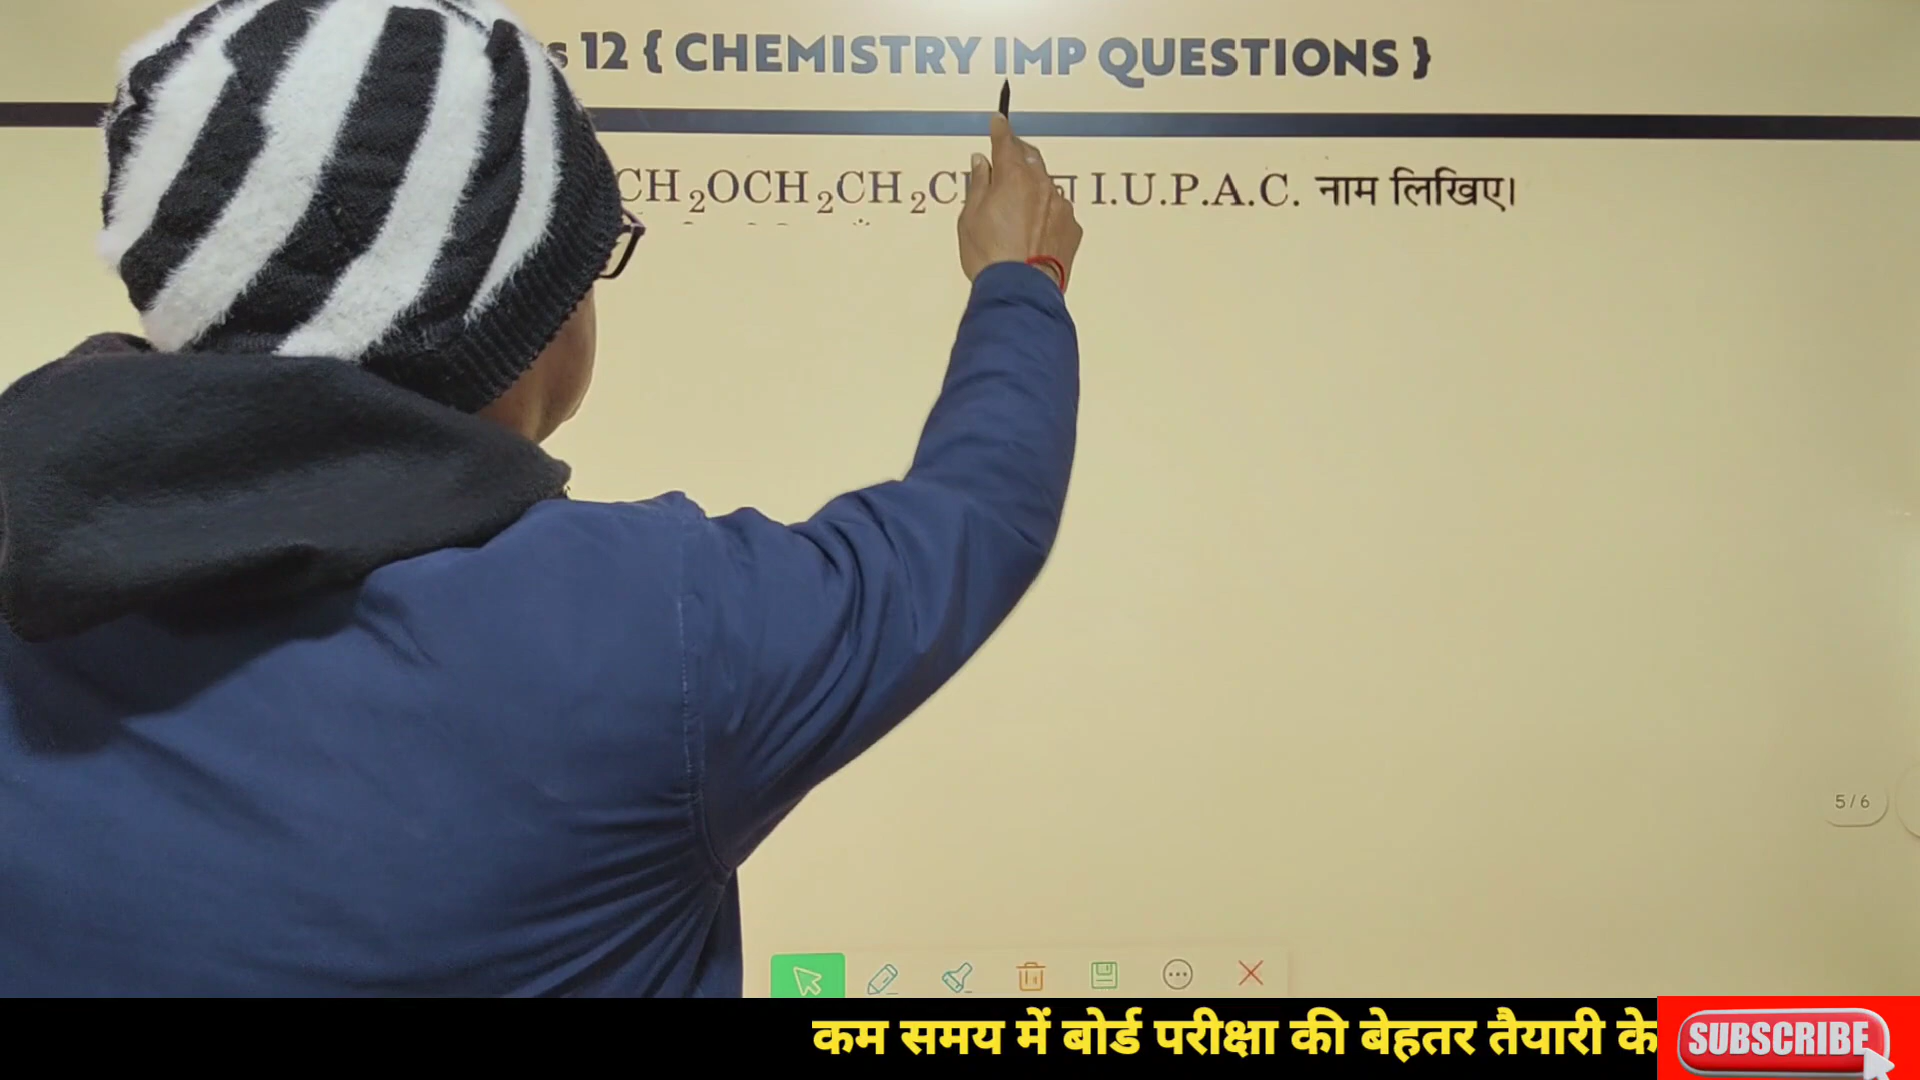 12 { CHEMISTRY IMP QUESTIONS }
CH₂OCH₂CH₂C I.U.P.A.C. नाम लिखिए।
5 / 6
कम समय में बोर्ड परीक्षा की बेहतर तैयारी के
SUBSCRIBE